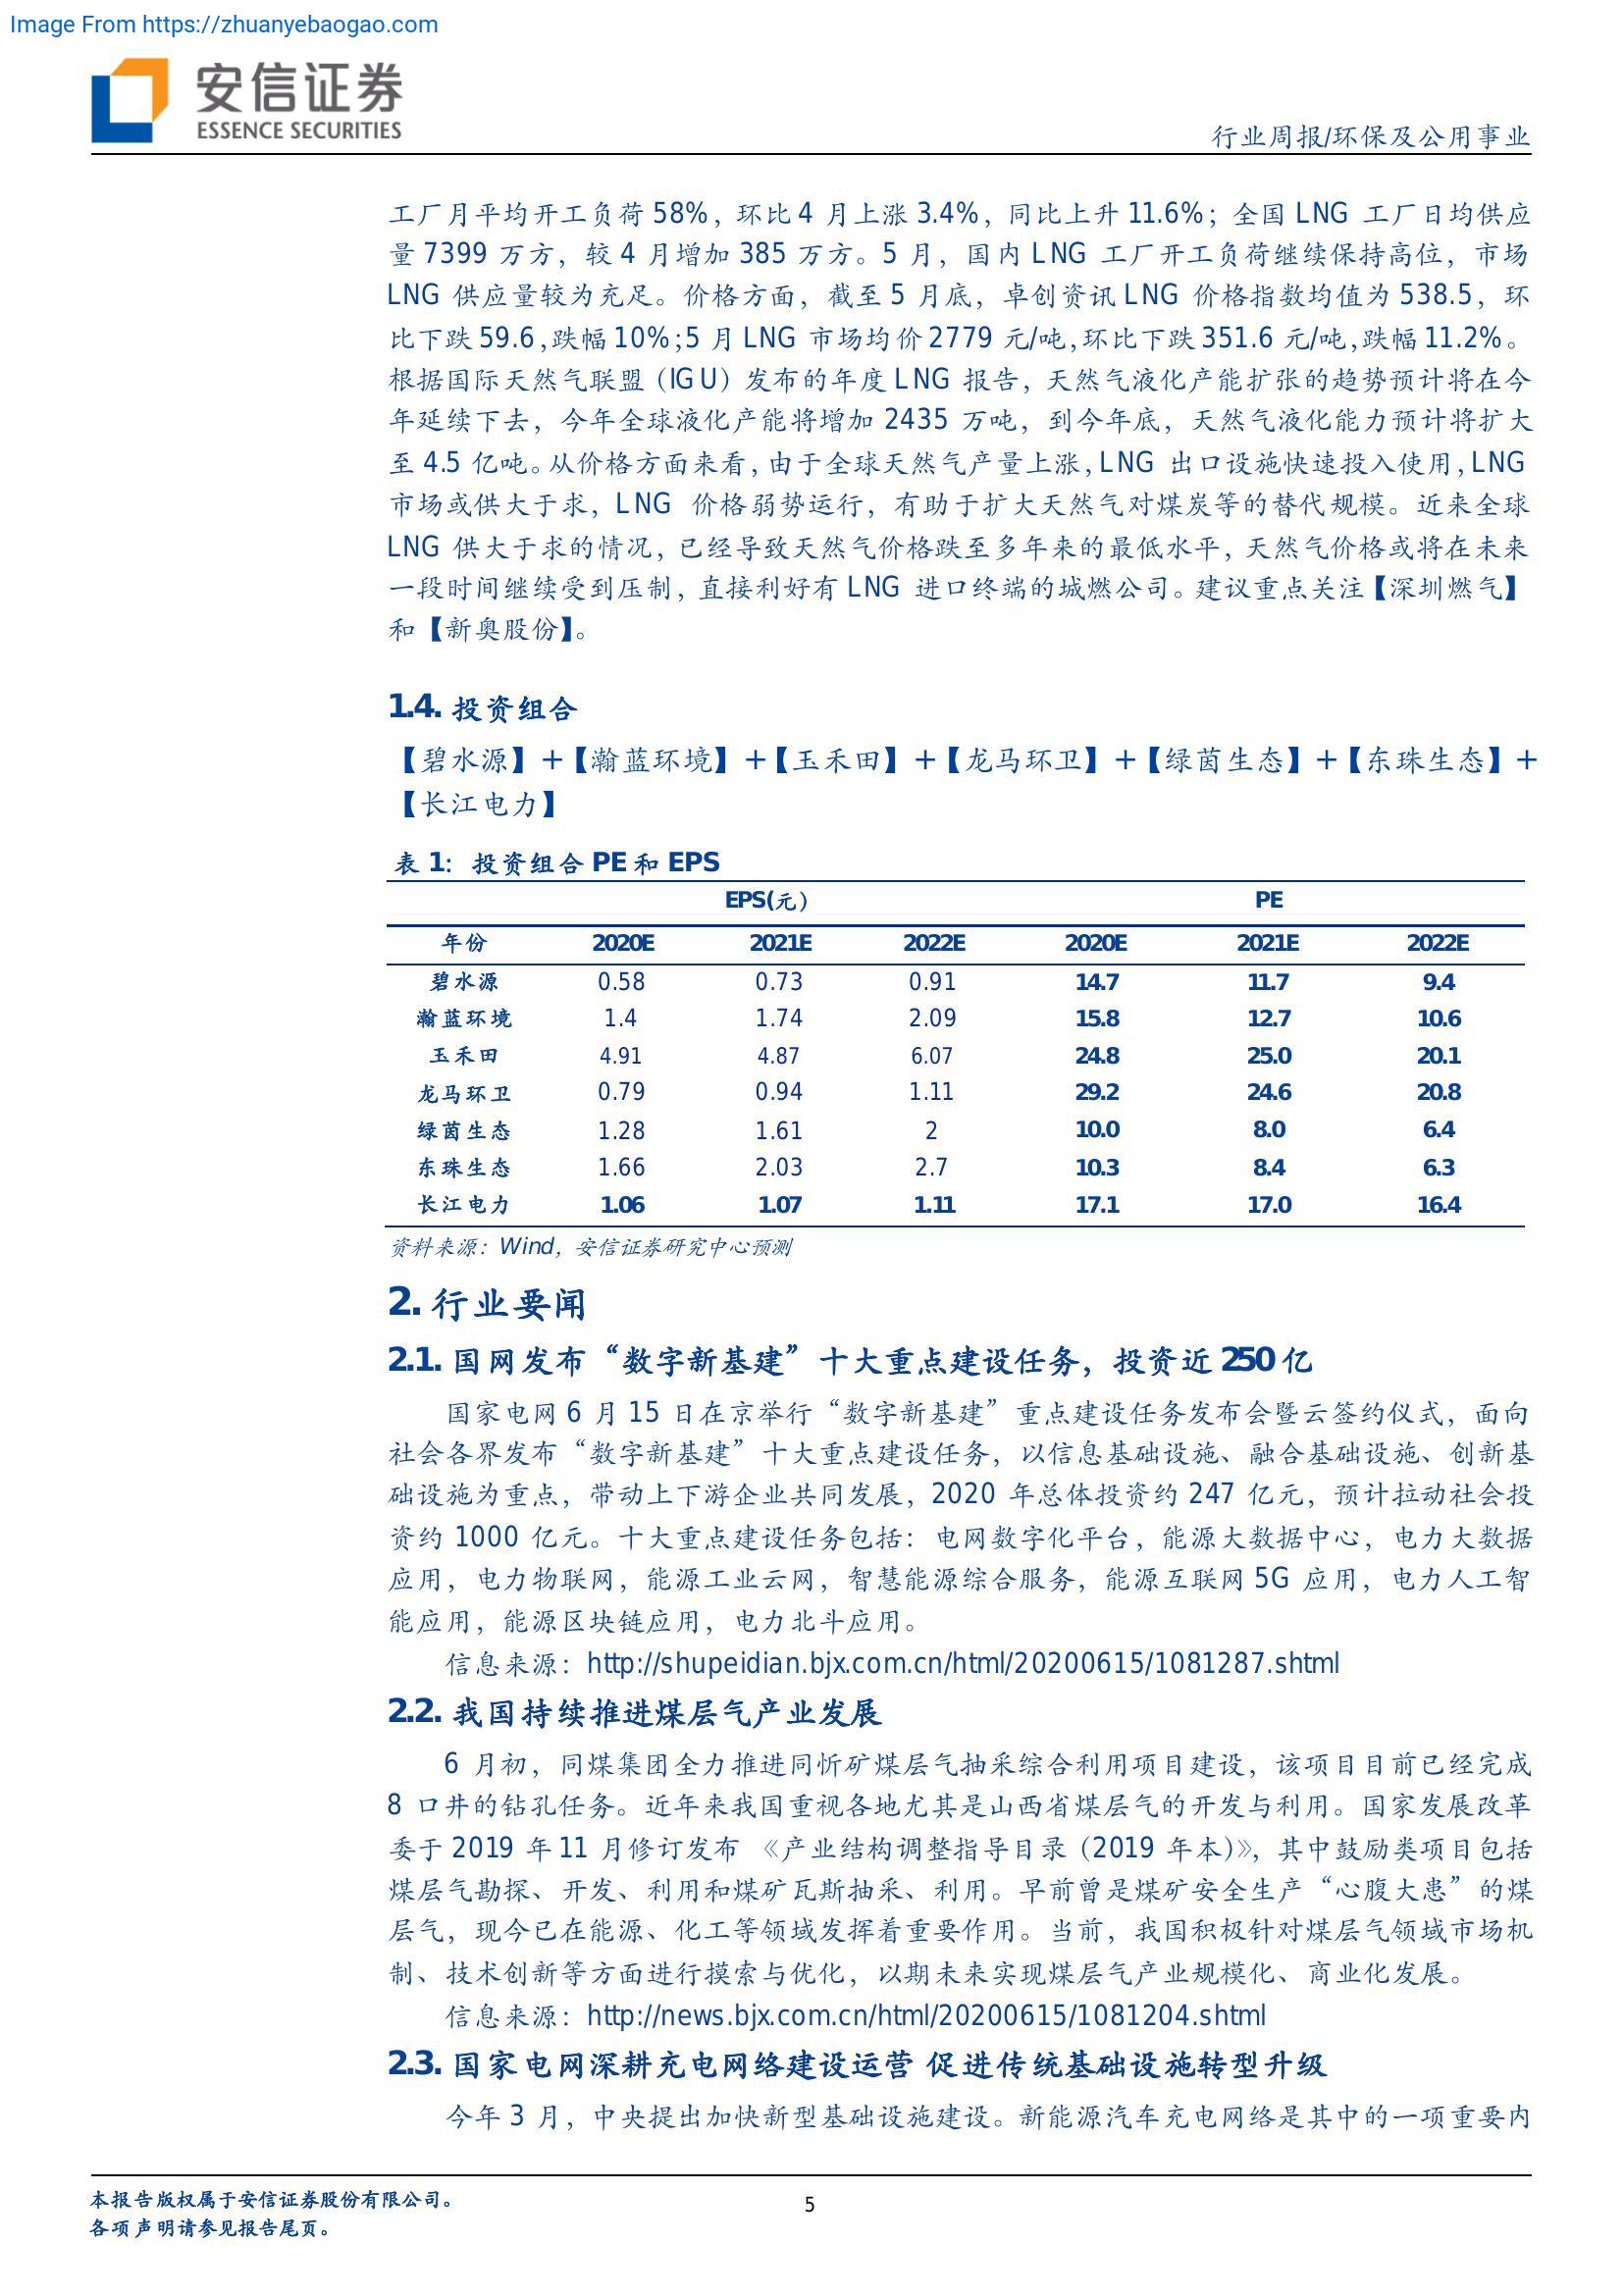 Image From https://zhuanyebaogao.com
安信证券
ESSENCE SECURITIES
行业周报/环保及公用事业
工厂月平均开工负荷 58%，环比 4 月上涨 3.4%，同比上升 11.6%；全国 LNG 工厂日均供应
量 7399 万方，较 4 月增加 385 万方。5 月，国内 LNG 工厂开工负荷继续保持高位，市场
LNG 供应量较为充足。价格方面，截至 5 月底，卓创资讯 LNG 价格指数均值为 538.5，环
比下跌 59.6，跌幅 10%；5 月 LNG 市场均价 2779 元/吨，环比下跌 351.6 元/吨，跌幅 11.2%。
根据国际天然气联盟（IGU）发布的年度 LNG 报告，天然气液化产能扩张的趋势预计将在今
年延续下去，今年全球液化产能将增加 2435 万吨，到今年底，天然气液化能力预计将扩大
至 4.5 亿吨。从价格方面来看，由于全球天然气产量上涨，LNG 出口设施快速投入使用，LNG
市场或供大于求，LNG 价格弱势运行，有助于扩大天然气对煤炭等的替代规模。近来全球
LNG 供大于求的情况，已经导致天然气价格跌至多年来的最低水平，天然气价格或将在未来
一段时间继续受到压制，直接利好有 LNG 进口终端的城燃公司。建议重点关注【深圳燃气】
和【新奥股份】。
1.4. 投资组合
【碧水源】+【瀚蓝环境】+【玉禾田】+【龙马环卫】+【绿茵生态】+【东珠生态】+
【长江电力】
表 1：投资组合 PE 和 EPS
EPS(元) PE
年份 2020E 2021E 2022E 2020E 2021E 2022E
碧水源 0.58 0.73 0.91 14.7 11.7 9.4
瀚蓝环境 1.4 1.74 2.09 15.8 12.7 10.6
玉禾田 4.91 4.87 6.07 24.8 25.0 20.1
龙马环卫 0.79 0.94 1.11 29.2 24.6 20.8
绿茵生态 1.28 1.61 2 10.0 8.0 6.4
东珠生态 1.66 2.03 2.7 10.3 8.4 6.3
长江电力 1.06 1.07 1.11 17.1 17.0 16.4
资料来源：Wind，安信证券研究中心预测
2. 行业要闻
2.1. 国网发布“数字新基建”十大重点建设任务，投资近 250 亿
国家电网 6 月 15 日在京举行“数字新基建”重点建设任务发布会暨云签约仪式，面向
社会各界发布“数字新基建”十大重点建设任务，以信息基础设施、融合基础设施、创新基
础设施为重点，带动上下游企业共同发展，2020 年总体投资约 247 亿元，预计拉动社会投
资约 1000 亿元。十大重点建设任务包括：电网数字化平台，能源大数据中心，电力大数据
应用，电力物联网，能源工业云网，智慧能源综合服务，能源互联网 5G 应用，电力人工智
能应用，能源区块链应用，电力北斗应用。
信息来源：http://shupeidian.bjx.com.cn/html/20200615/1081287.shtml
2.2. 我国持续推进煤层气产业发展
6 月初，同煤集团全力推进同忻矿煤层气抽采综合利用项目建设，该项目目前已经完成
8 口井的钻孔任务。近年来我国重视各地尤其是山西省煤层气的开发与利用。国家发展改革
委于 2019 年 11 月修订发布《产业结构调整指导目录（2019 年本）》，其中鼓励类项目包括
煤层气勘探、开发、利用和煤矿瓦斯抽采、利用。早前曾是煤矿安全生产“心腹大患”的煤
层气，现今已在能源、化工等领域发挥着重要作用。当前，我国积极针对煤层气领域市场机
制、技术创新等方面进行摸索与优化，以期未来实现煤层气产业规模化、商业化发展。
信息来源：http://news.bjx.com.cn/html/20200615/1081204.shtml
2.3. 国家电网深耕充电网络建设运营 促进传统基础设施转型升级
今年 3 月，中央提出加快新型基础设施建设。新能源汽车充电网络是其中的一项重要内
本报告版权属于安信证券股份有限公司。
各项声明请参见报告尾页。
5